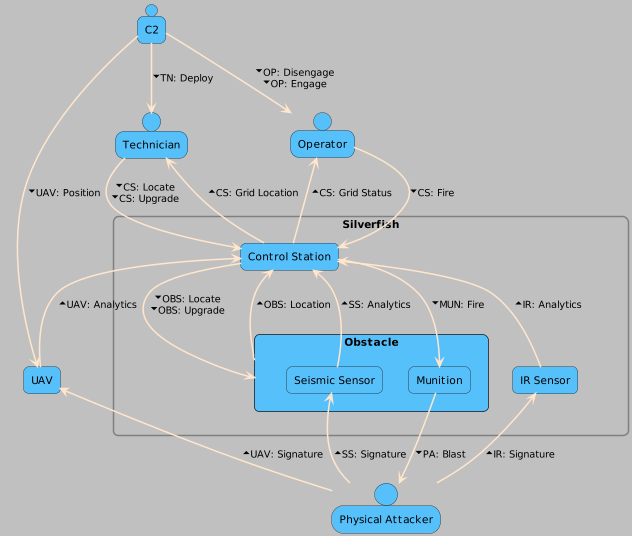 C2
▼TN: Deploy
▼OP: Disengage
▼OP: Engage
Technician
Operator
▼UAV: Position
▼CS: Locate
▼CS: Upgrade
▲CS: Grid Location
▲CS: Grid Status
▼CS: Fire
Silverfish
Control Station
▲UAV: Analytics
▼OBS: Locate
▼OBS: Upgrade
▲OBS: Location
▲SS: Analytics
▼MUN: Fire
▲IR: Analytics
Obstacle
UAV
Seismic Sensor
Munition
IR Sensor
▲UAV: Signature
▲SS: Signature
▼PA: Blast
▲IR: Signature
Physical Attacker